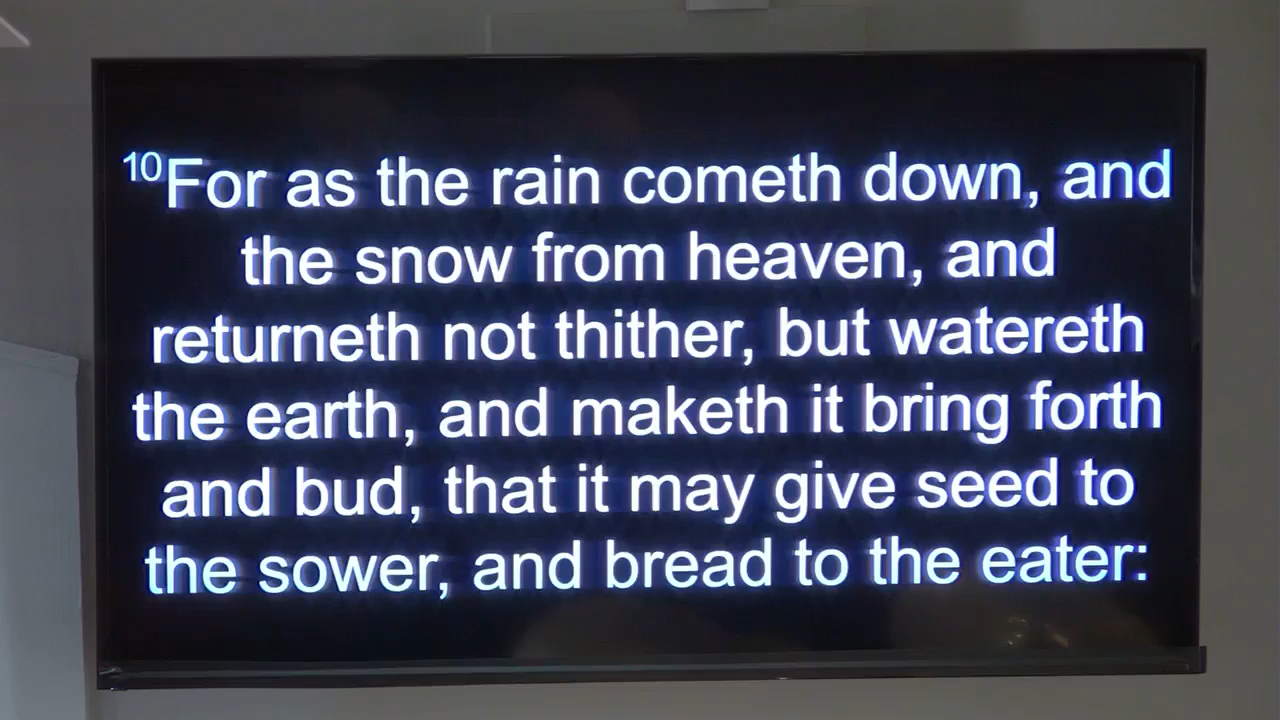 10For as the rain cometh down, and
the snow from heaven, and
returneth not thither, but watereth
the earth, and maketh it bring forth
and bud, that it may give seed to
the sower, and bread to the eater: